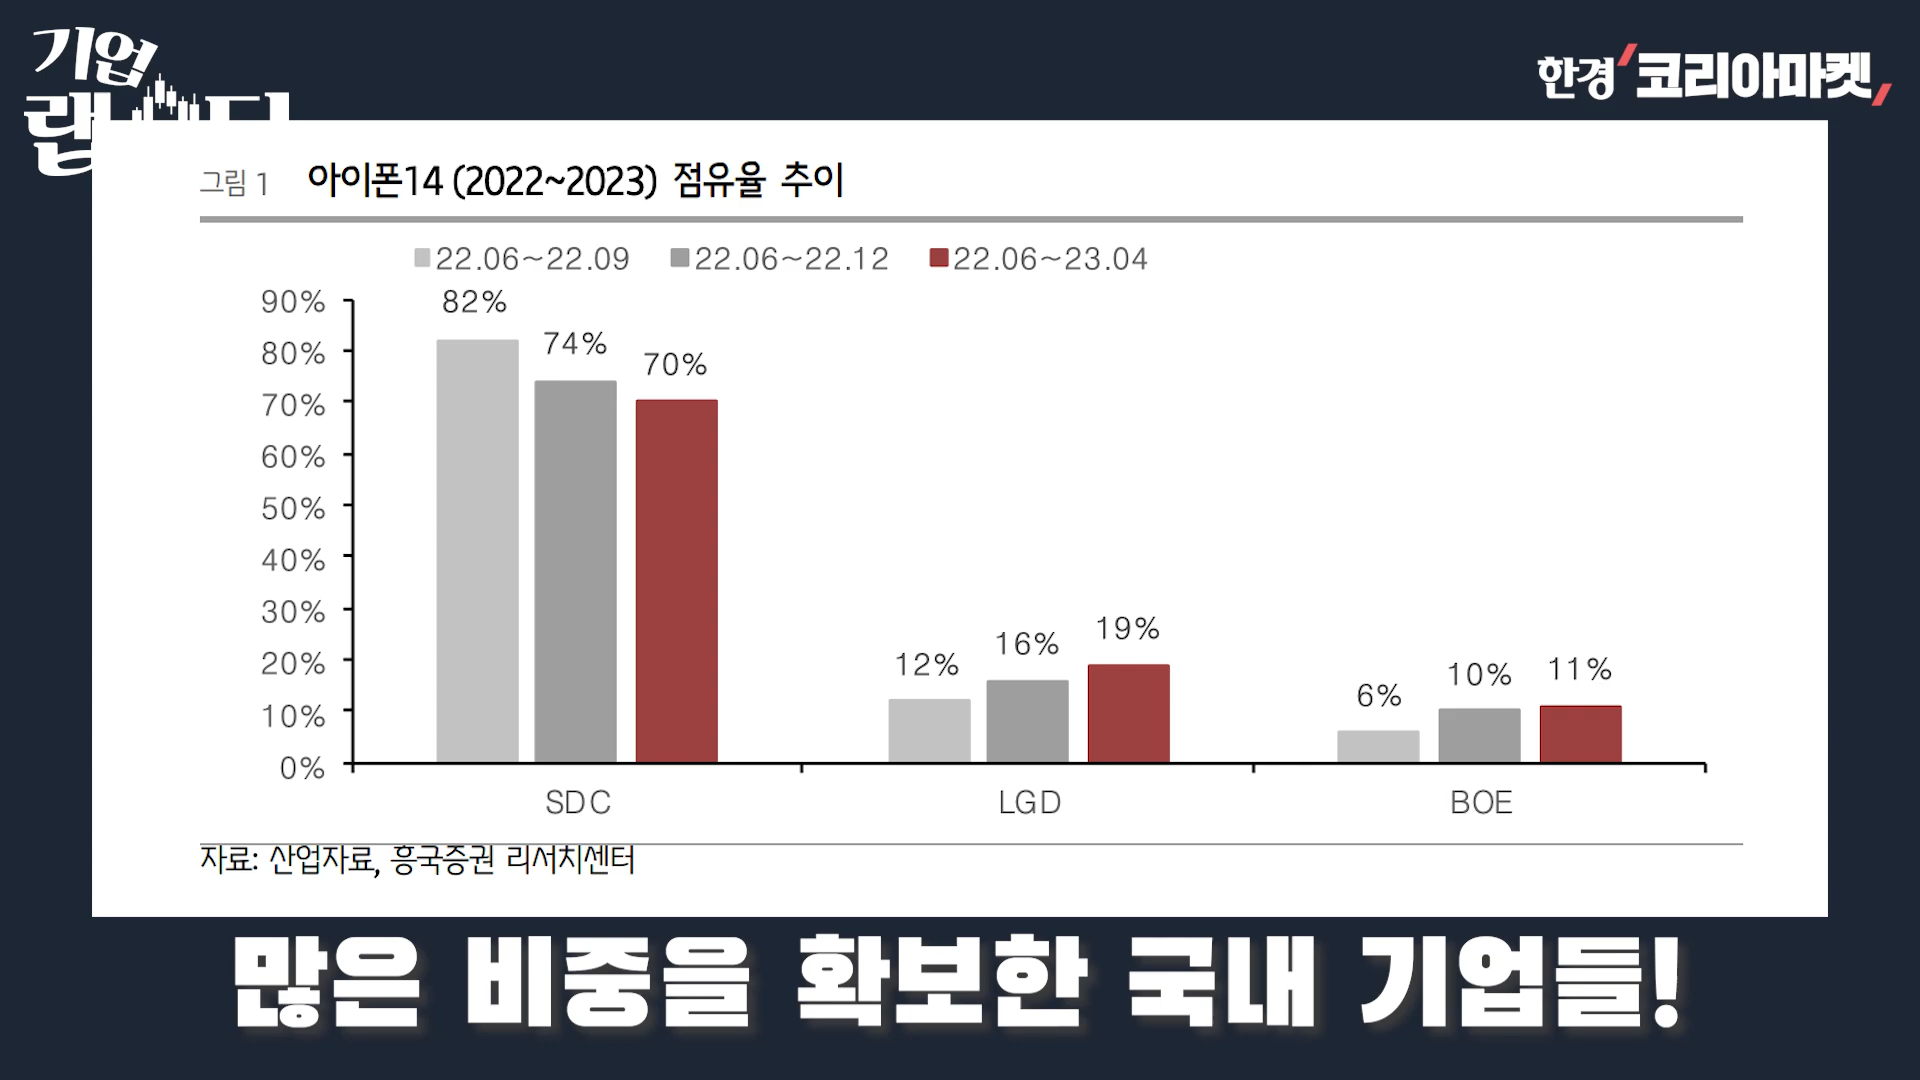 기업
한경 코리아마켓
랩
그림 1 아이폰14 (2022~2023) 점유율 추이
22.06~22.09 22.06~22.12 22.06~23.04
90%
80%
70%
60%
50%
40%
30%
20%
10%
0%
82% 74% 70%
12% 16% 19%
6% 10% 11%
SDC LGD BOE
자료: 산업자료, 흥국증권 리서치센터
많은 비중을 확보한 국내 기업들!